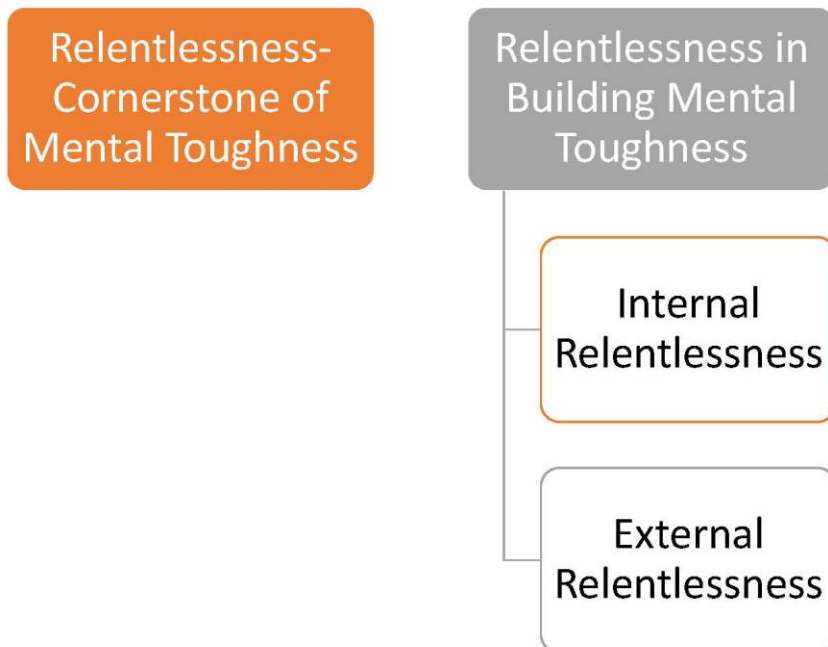 Relentlessness-
Cornerstone of
Mental Toughness
Relentlessness in
Building Mental
Toughness
Internal
Relentlessness
External
Relentlessness